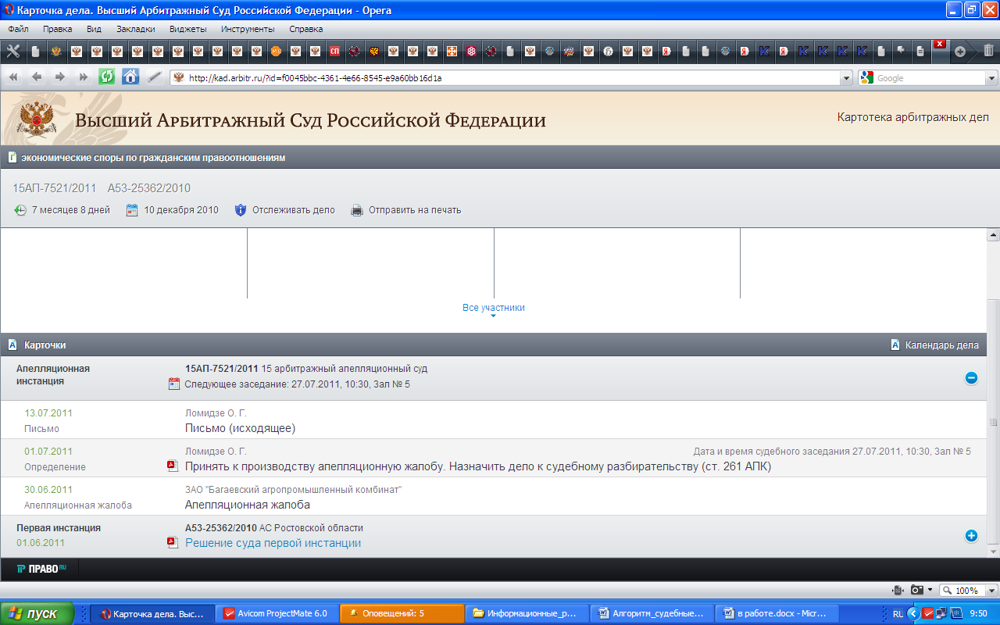 Карточка дела. Высший Арбитражный Суд Российской Федерации - Opera
Файл Правка Вид Закладки Виджеты Инструменты Справка
http://kad.arbitr.ru/?id=f0045bbc-4361-4e66-8545-e9a60bb16d1a
Google
Высший Арбитражный Суд Российской Федерации
Картотека арбитражных дел
экономические споры по гражданским правоотношениям
15АП-7521/2011 А53-25362/2010
7 месяцев 8 дней 10 декабря 2010 Отслеживать дело Отправить на печать
Все участники
Карточки Календарь дела
Апелляционная инстанция
15АП-7521/2011 15 арбитражный апелляционный суд
Следующее заседание: 27.07.2011, 10:30, Зал № 5
13.07.2011 Ломидзе О. Г.
Письмо Письмо (исходящее)
01.07.2011 Ломидзе О. Г. Дата и время судебного заседания 27.07.2011, 10:30, Зал № 5
Определение Принять к производству апелляционную жалобу. Назначить дело к судебному разбирательству (ст. 261 АПК)
30.06.2011 ЗАО "Багаевский агропромышленный комбинат"
Апелляционная жалоба Апелляционная жалоба
Первая инстанция А53-25362/2010 АС Ростовской области
01.06.2011 Решение суда первой инстанции
ПРАВО RU
100%
пуск Карточка дела. Выс... Avicom ProjectMate 6.0 Оповещений: 5 Информационные_р... Алгоритм_судебные... в работе.docx - Micr... RL 9:50